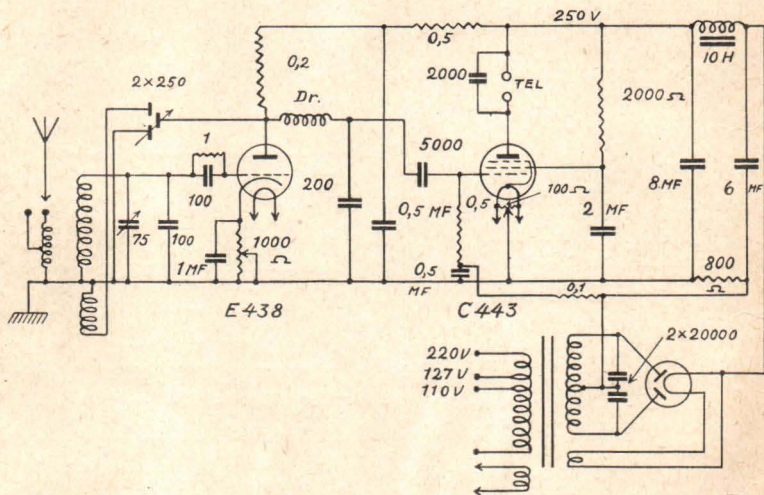 250 V
0,5
10 H
0,2
2000
TEL
2 × 250
Dr.
2000 Ω
1
5000
100
200
0,5 MF
0,5
100 Ω
2 MF
8 MF
6 MF
75
100
1 MF
1000 Ω
0,5 MF
800 Ω
0,1
E 438
C 443
220 V
127 V
110 V
2 × 20000